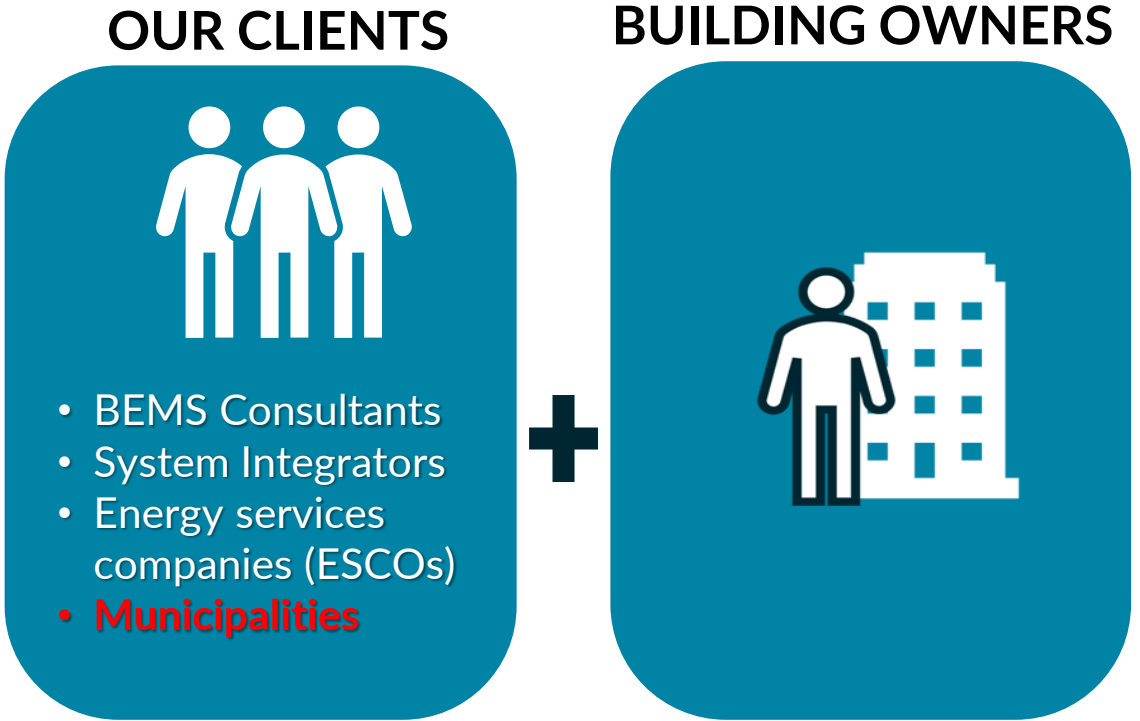 OUR CLIENTS
• BEMS Consultants
• System Integrators
• Energy services
companies (ESCOs)
• Municipalities
BUILDING OWNERS